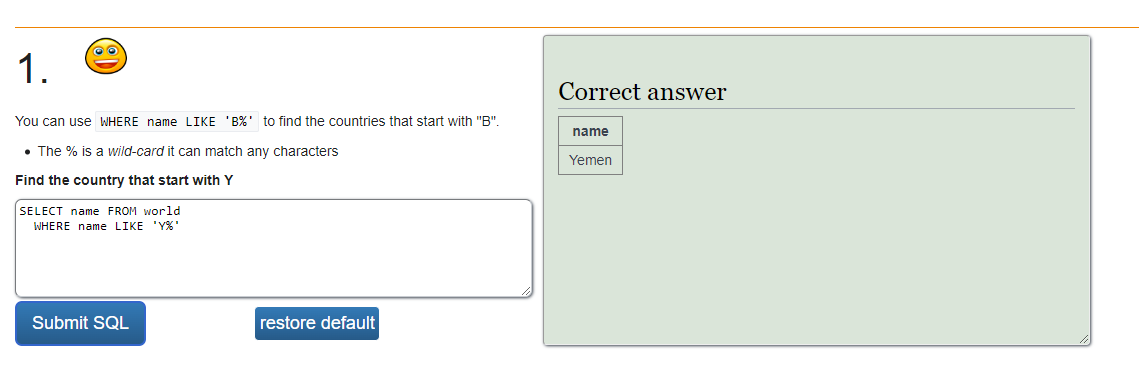 1.
You can use WHERE name LIKE 'B%' to find the countries that start with "B".
• The % is a wild-card it can match any characters
Find the country that start with Y
SELECT name FROM world
WHERE name LIKE 'Y%'
Submit SQL
restore default
Correct answer
name
Yemen